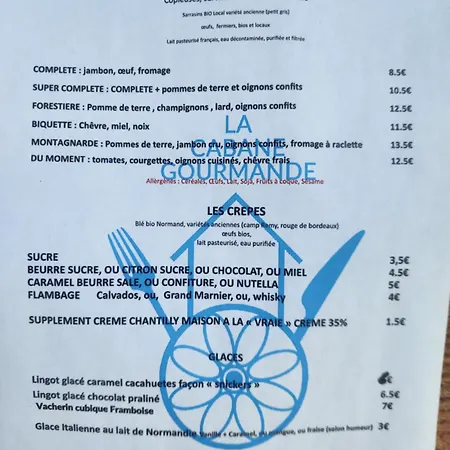 Sarrasins BIO Local variété ancienne (petit gris)
œufs, fermiers, bios et locaux
Lait pasteurisé français, eau décontaminée, purifiée et filtrée
COMPLETE : jambon, œuf, fromage 8.5€
SUPER COMPLETE : COMPLETE + pommes de terre et oignons confits 10.5€
FORESTIERE : Pomme de terre , champignons , lard, oignons confits 12.5€
BIQUETTE : Chèvre, miel, noix 11.5€
MONTAGNARDE : Pommes de terre, jambon cru, oignons confits, fromage à raclette 13.5€
DU MOMENT : tomates, courgettes, oignons cuisinés, chèvre frais 12.5€
LA
CABANE
GOURMANDE
Allergènes : Céréales, Œufs, Lait, Soja, Fruits à coque, Sésame
LES CRÊPES
Blé bio Normand, variétés anciennes (camp Remy, rouge de bordeaux)
œufs bios,
lait pasteurisé, eau purifiée
SUCRE 3,5€
BEURRE SUCRE, OU CITRON SUCRE, OU CHOCOLAT, OU MIEL 4.5€
CARAMEL BEURRE SALE, OU CONFITURE, OU NUTELLA 5€
FLAMBAGE Calvados, ou, Grand Marnier, ou, whisky 4€
SUPPLEMENT CREME CHANTILLY MAISON A LA « VRAIE » CREME 35% 1.5€
GLACES
Lingot glacé caramel cacahuetes façon « snickers » €
Lingot glacé chocolat praliné 6.5€
Vacherin cubique Framboise 7€
Glace Italienne au lait de Normandie Vanille + Caramel, ou mangue, ou fraise (selon humeur) 3€